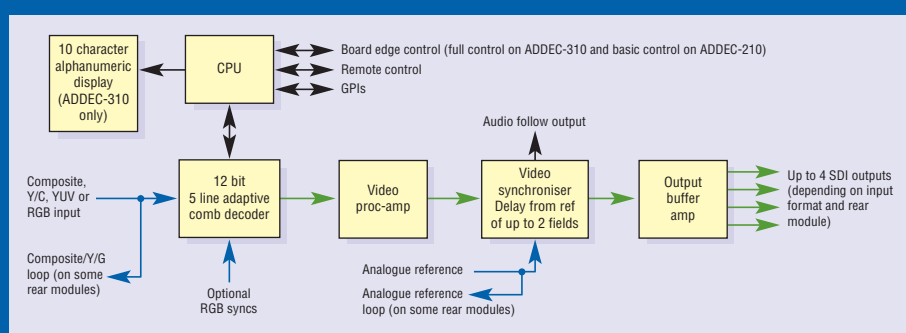 10 character
alphanumeric
display
(ADDEC-310
only)
CPU
Board edge control (full control on ADDEC-310 and basic control on ADDEC-210)
Remote control
GPIs
Audio follow output
Composite,
Y/C, YUV or
RGB input
12 bit
5 line adaptive
comb decoder
Video
proc-amp
Video
synchroniser
Delay from ref
of up to 2 fields
Output
buffer
amp
Up to 4 SDI outputs
(depending on input
format and rear
module)
Composite/Y/G
loop (on some
rear modules)
Optional
RGB syncs
Analogue reference
Analogue reference
loop (on some rear modules)